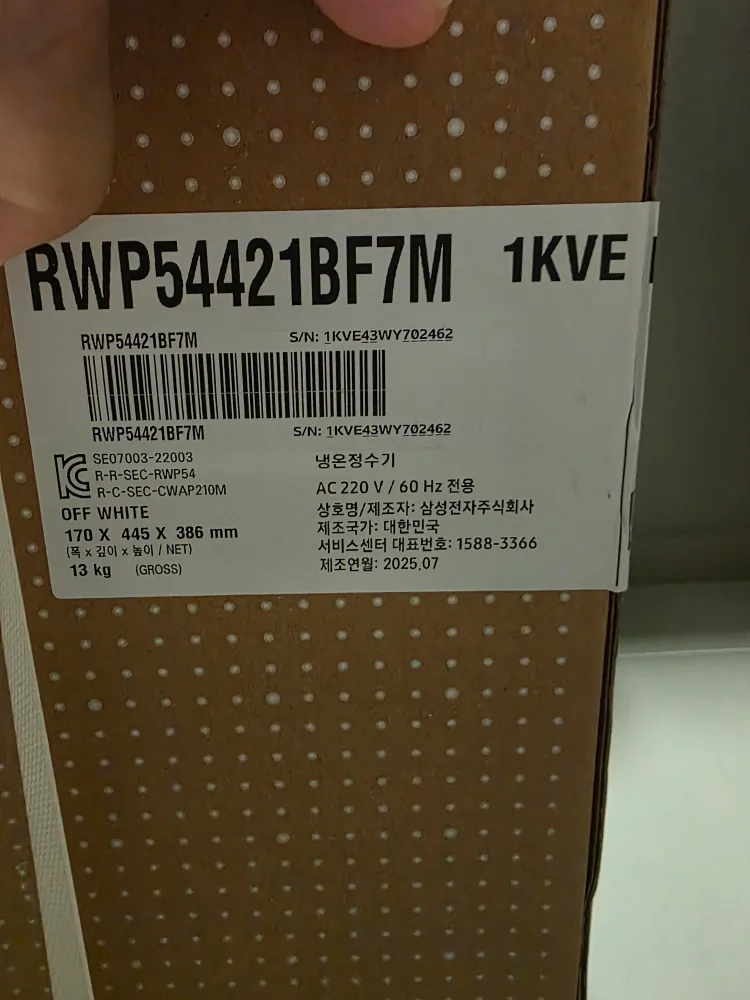 RWP54421BF7M 1KVE
RWP54421BF7M S/N: 1KVE43WY702462
RWP54421BF7M S/N: 1KVE43WY702462
SE07003-22003
R-R-SEC-RWP54
R-C-SEC-CWAP210M
OFF WHITE
170 X 445 X 386 mm
(폭 x 깊이 x 높이 / NET)
13 kg (GROSS)
냉온정수기
AC 220 V / 60 Hz 전용
상호명/제조자: 삼성전자주식회사
제조국가: 대한민국
서비스센터 대표번호: 1588-3366
제조연월: 2025.07